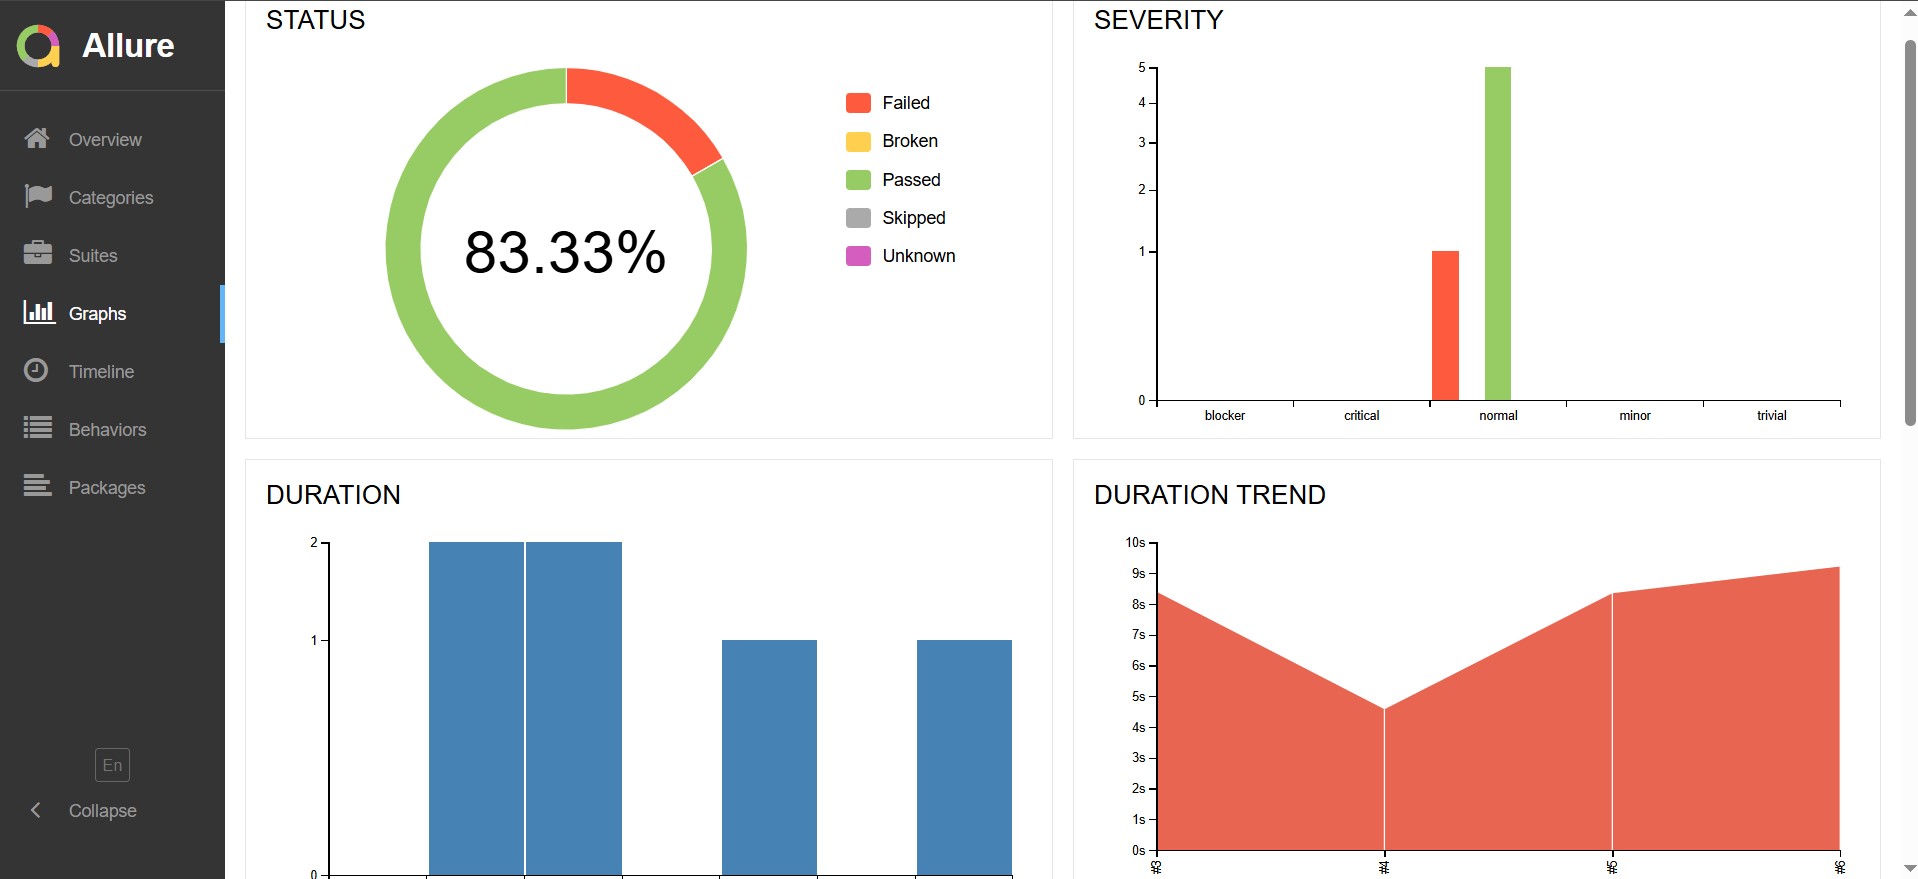 Allure
Overview
Categories
Suites
Graphs
Timeline
Behaviors
Packages
En
Collapse
STATUS
83.33%
Failed
Broken
Passed
Skipped
Unknown
SEVERITY
5
4
3
2
1
0
blocker critical normal minor trivial
DURATION
2
1
0
DURATION TREND
10s
9s
8s
7s
6s
5s
4s
3s
2s
1s
0s
#3 #4 #5 #6